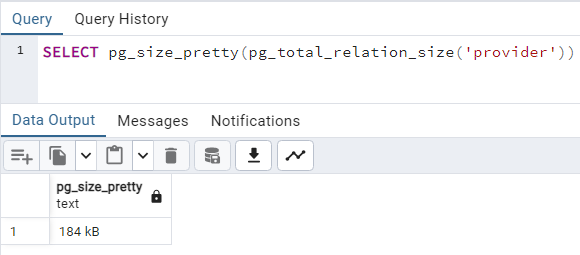 Query Query History
1 SELECT pg_size_pretty(pg_total_relation_size('provider'))
Data Output Messages Notifications
pg_size_pretty
text
1 184 kB